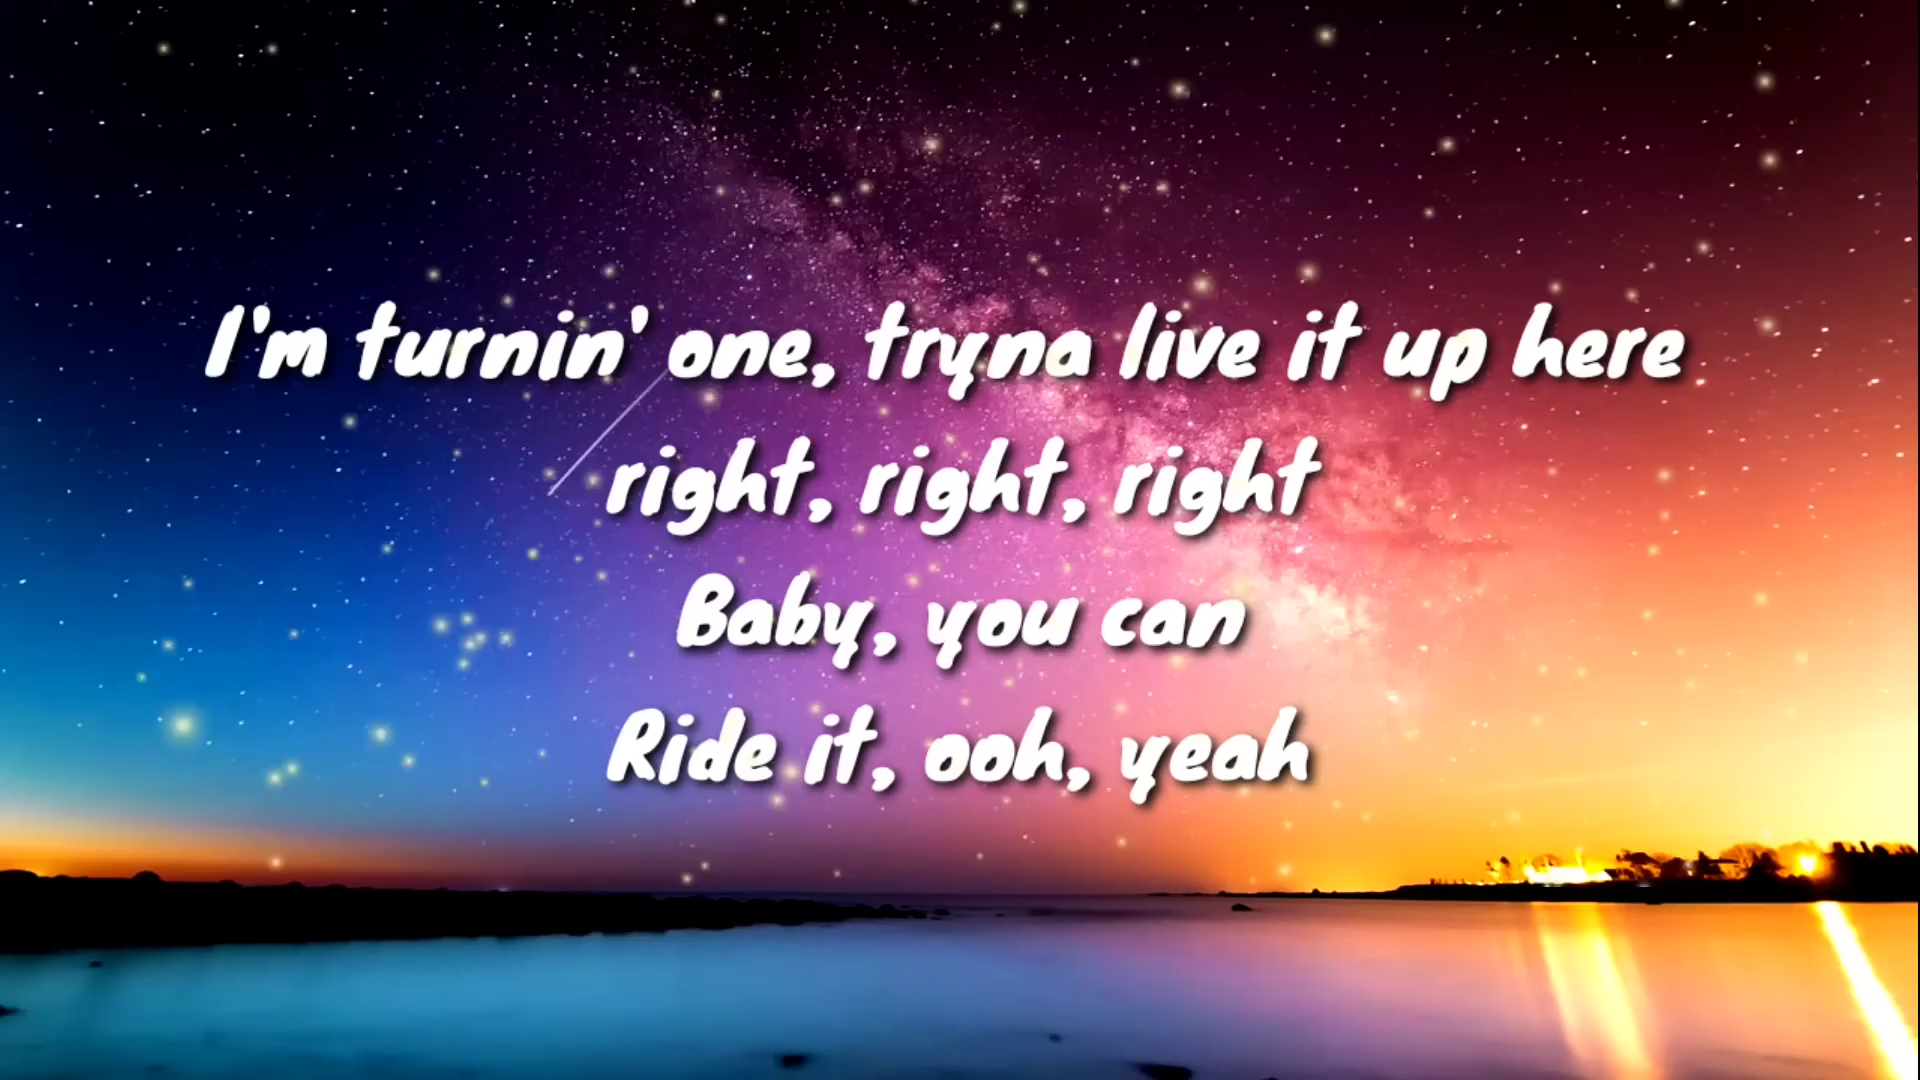 I'm turnin' one, tryna live it up here
right, right, right
Baby, you can
Ride it, ooh, yeah